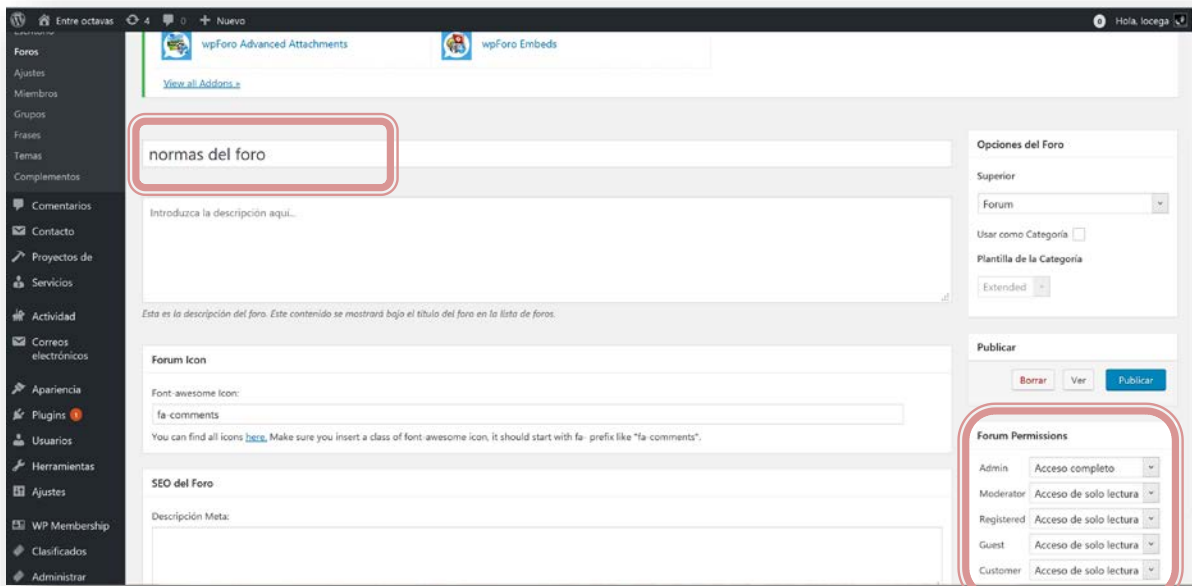 Entre octavas 4 0 + Nuevo
Hola, locega
Escritorio
Foros
Ajustes
Miembros
Grupos
Frases
Temas
Complementos
Comentarios
Contacto
Proyectos de
Servicios
Actividad
Correos
electrónicos
Apariencia
Plugins 1
Usuarios
Herramientas
Ajustes
WP Membership
Clasificados
Administrar
wpForo Advanced Attachments
wpForo Embeds
View all Addons »
normas del foro
Introduzca la descripción aquí...
Esta es la descripción del foro. Este contenido se mostrará bajo el título del foro en la lista de foros.
Forum Icon
Font-awesome Icon:
fa-comments
You can find all icons here. Make sure you insert a class of font-awesome icon, it should start with fa- prefix like "fa-comments".
SEO del Foro
Descripción Meta:
Opciones del Foro
Superior
Forum
Usar como Categoría
Plantilla de la Categoría
Extended
Publicar
Borrar Ver Publicar
Forum Permissions
Admin Acceso completo
Moderator Acceso de solo lectura
Registered Acceso de solo lectura
Guest Acceso de solo lectura
Customer Acceso de solo lectura